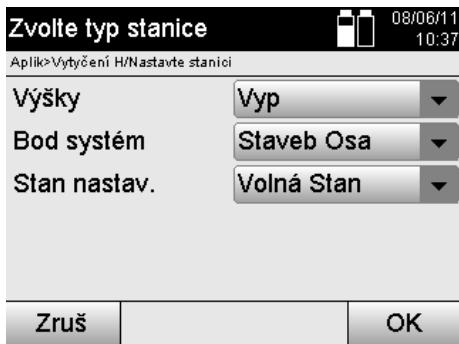 Zvolte typ stanice 08/06/11
10:37
Aplik>Vytyčení H/Nastavte stanici
Výšky Vyp
Bod systém Staveb Osa
Stan nastav. Volná Stan
Zruš OK